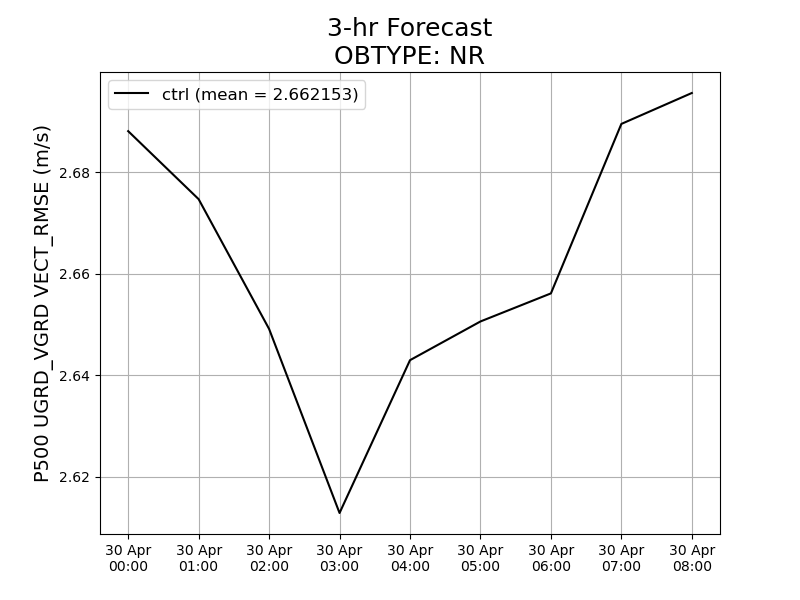 3-hr Forecast
OBTYPE: NR
ctrl (mean = 2.662153)
P500 UGRD_VGRD VECT_RMSE (m/s)
2.68
2.66
2.64
2.62
30 Apr 30 Apr 30 Apr 30 Apr 30 Apr 30 Apr 30 Apr 30 Apr 30 Apr
00:00 01:00 02:00 03:00 04:00 05:00 06:00 07:00 08:00